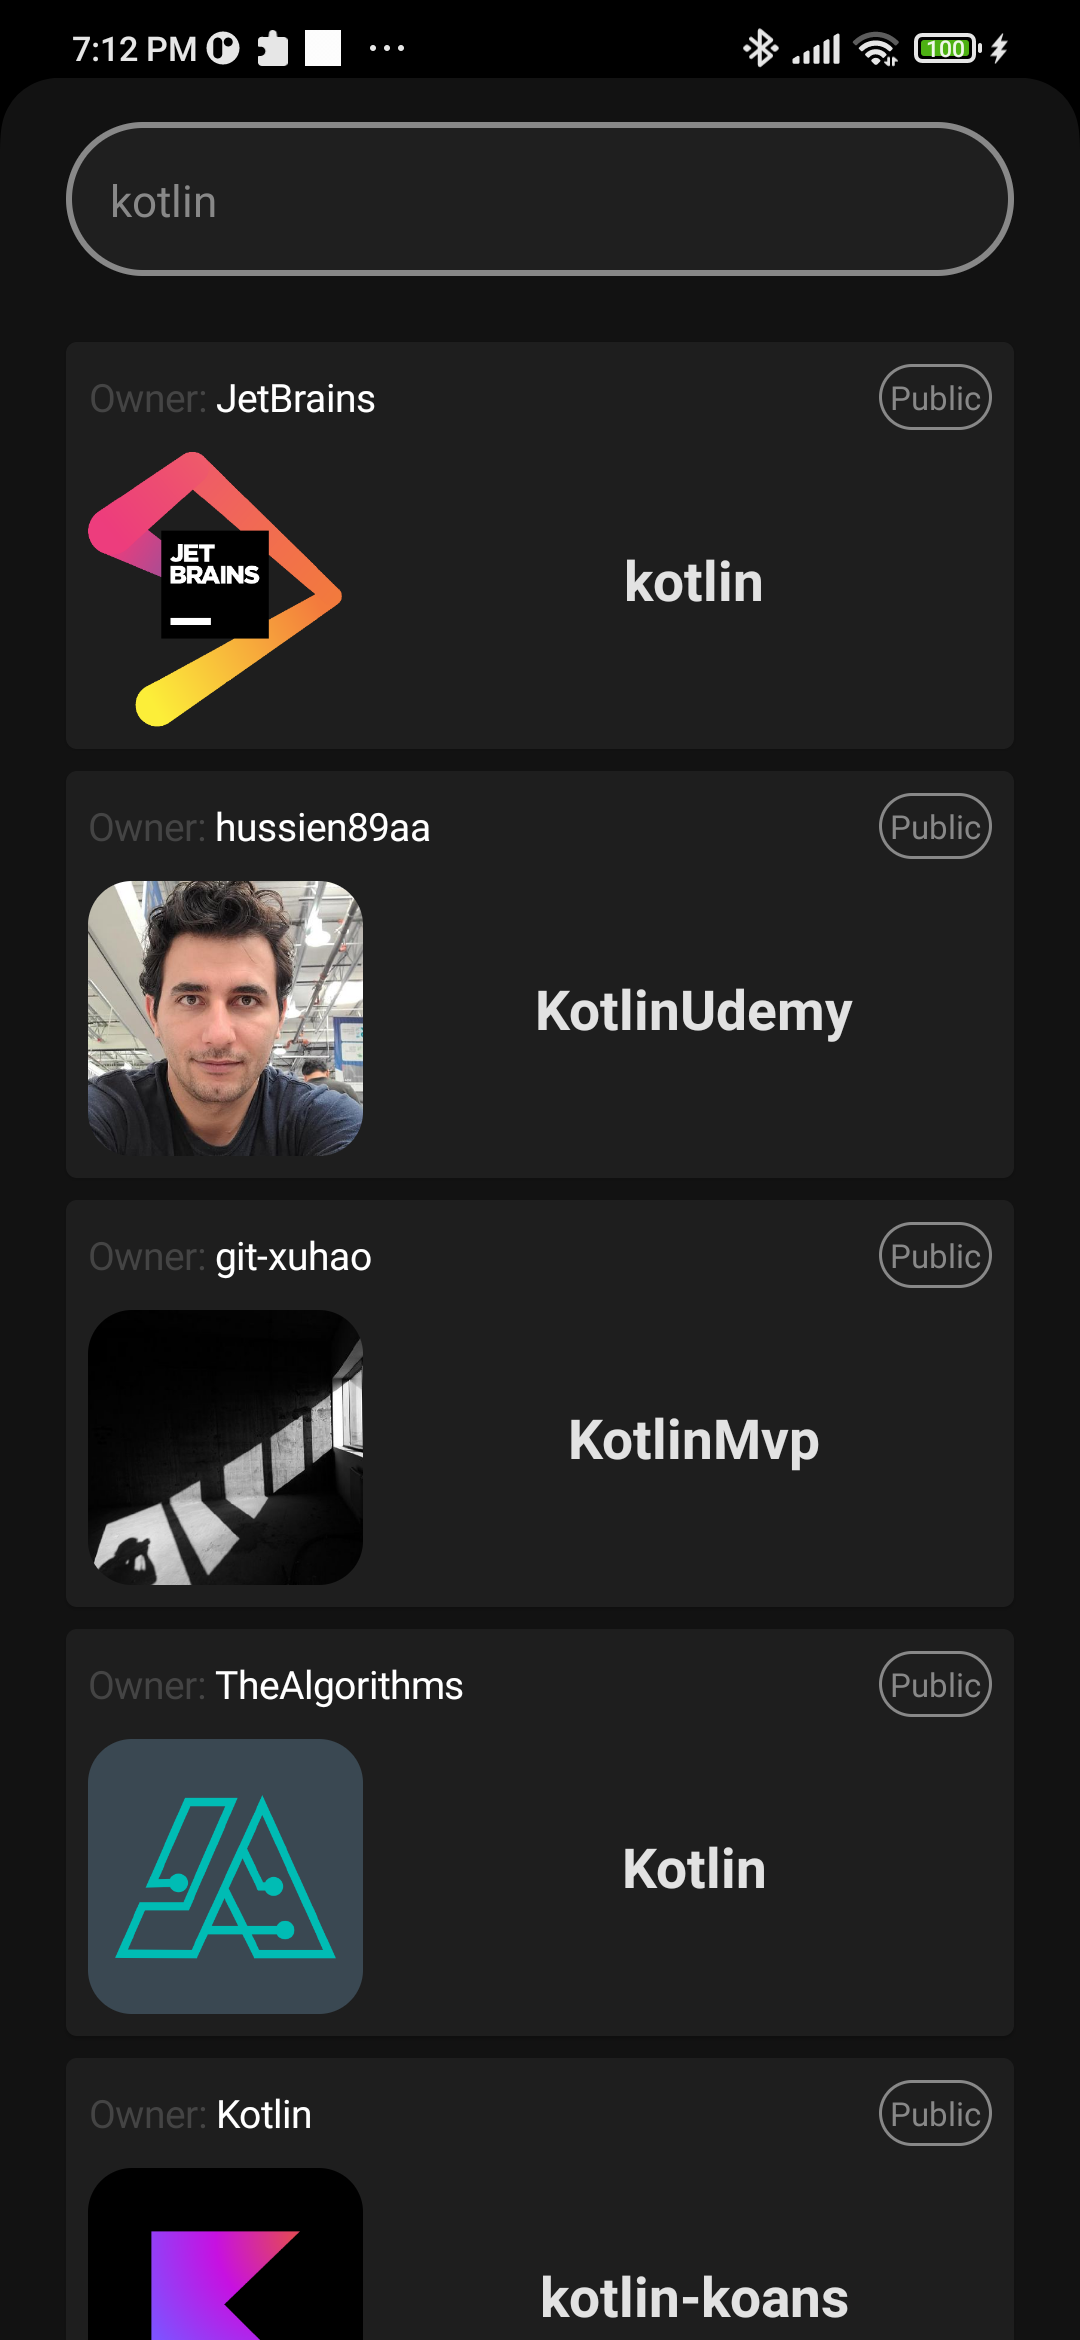 7:12 PM
100
kotlin
Owner: JetBrains
Public
JET
BRAINS
kotlin
Owner: hussien89aa
Public
KotlinUdemy
Owner: git-xuhao
Public
KotlinMvp
Owner: TheAlgorithms
Public
Kotlin
Owner: Kotlin
Public
kotlin-koans